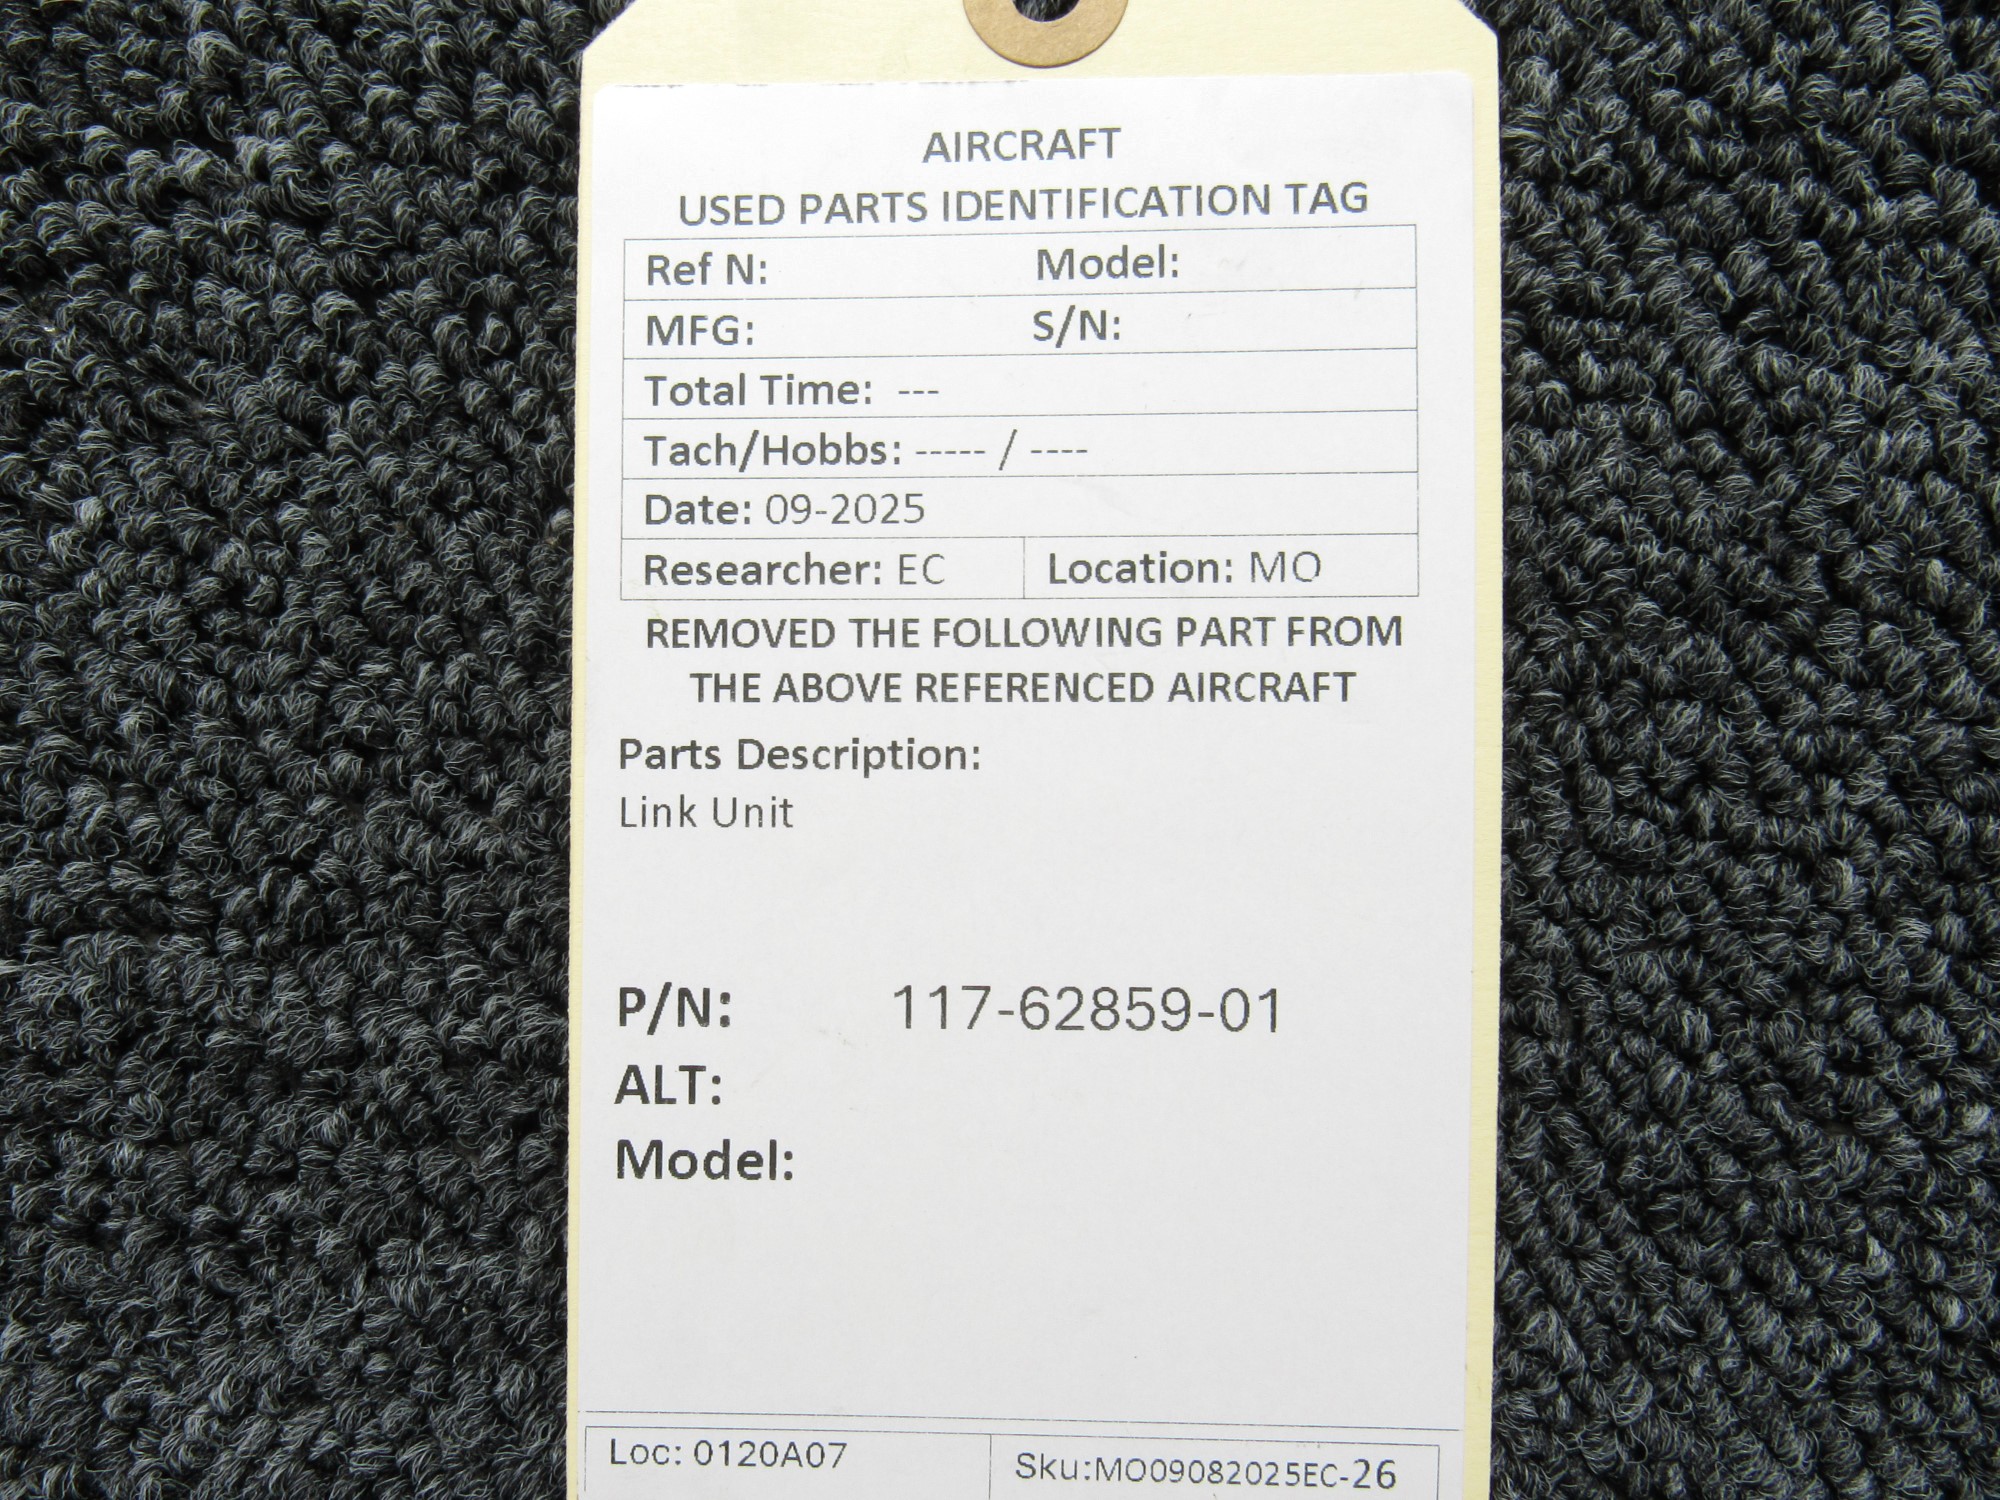 AIRCRAFT
USED PARTS IDENTIFICATION TAG
Ref N: Model:
MFG: S/N:
Total Time: ---
Tach/Hobbs: ----- / ----
Date: 09-2025
Researcher: EC Location: MO
REMOVED THE FOLLOWING PART FROM
THE ABOVE REFERENCED AIRCRAFT
Parts Description:
Link Unit
P/N: 117-62859-01
ALT:
Model:
Loc: 0120A07 Sku:MO09082025EC-26